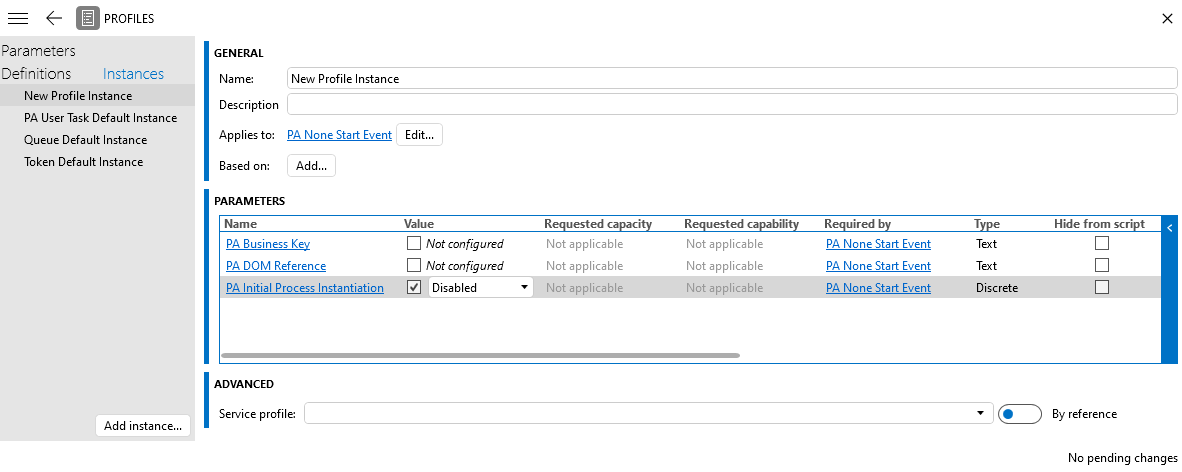 PROFILES
Parameters
Definitions Instances
New Profile Instance
PA User Task Default Instance
Queue Default Instance
Token Default Instance
Add instance...
GENERAL
Name: New Profile Instance
Description
Applies to: PA None Start Event Edit...
Based on: Add...
PARAMETERS
Name Value Requested capacity Requested capability Required by Type Hide from script
PA Business Key Not configured Not applicable Not applicable PA None Start Event Text
PA DOM Reference Not configured Not applicable Not applicable PA None Start Event Text
PA Initial Process Instantiation Disabled Not applicable Not applicable PA None Start Event Discrete
ADVANCED
Service profile: By reference
No pending changes